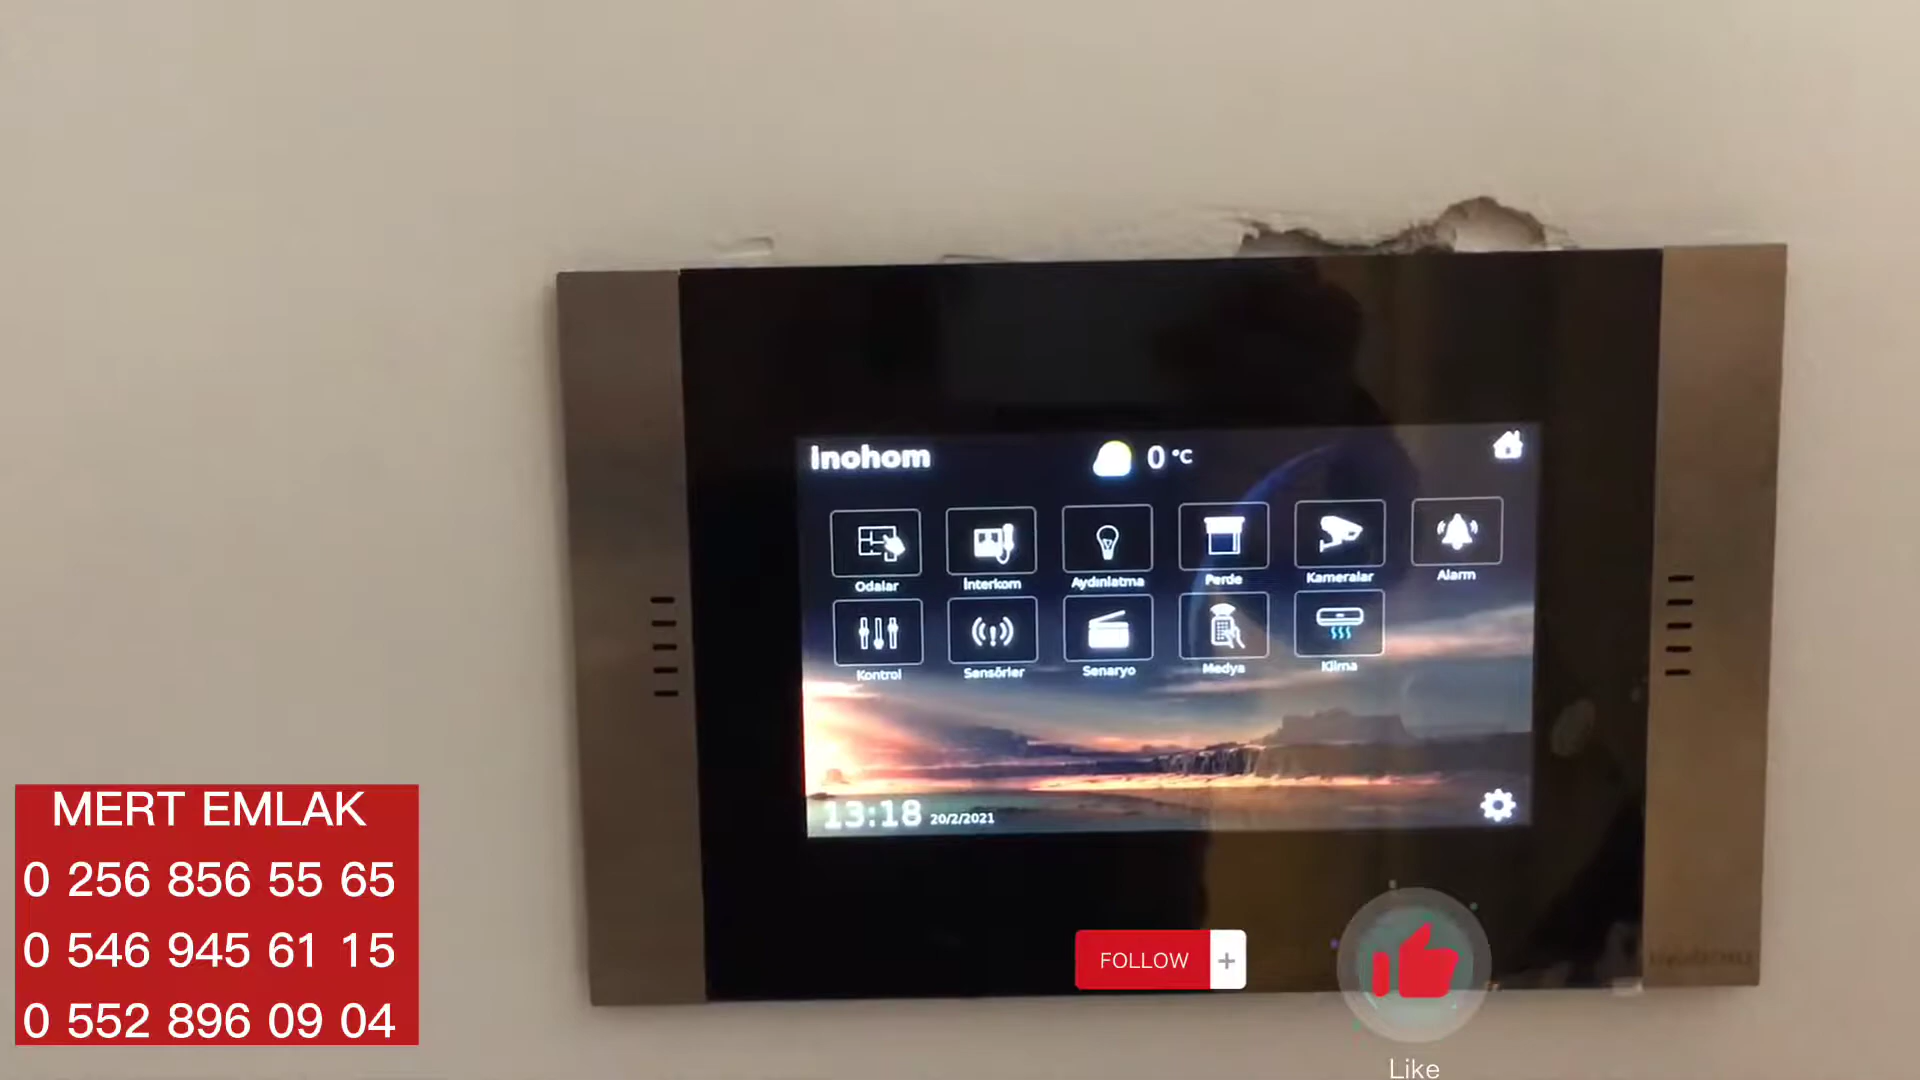 inohom
0 °C
Odalar İnterkom Aydınlatma Perde Kameralar Alarm
Kontrol Sensörler Senaryo Medya Klima
13:18 20/2/2021
MERT EMLAK
0 256 856 55 65
0 546 945 61 15
0 552 896 09 04
FOLLOW +
Like